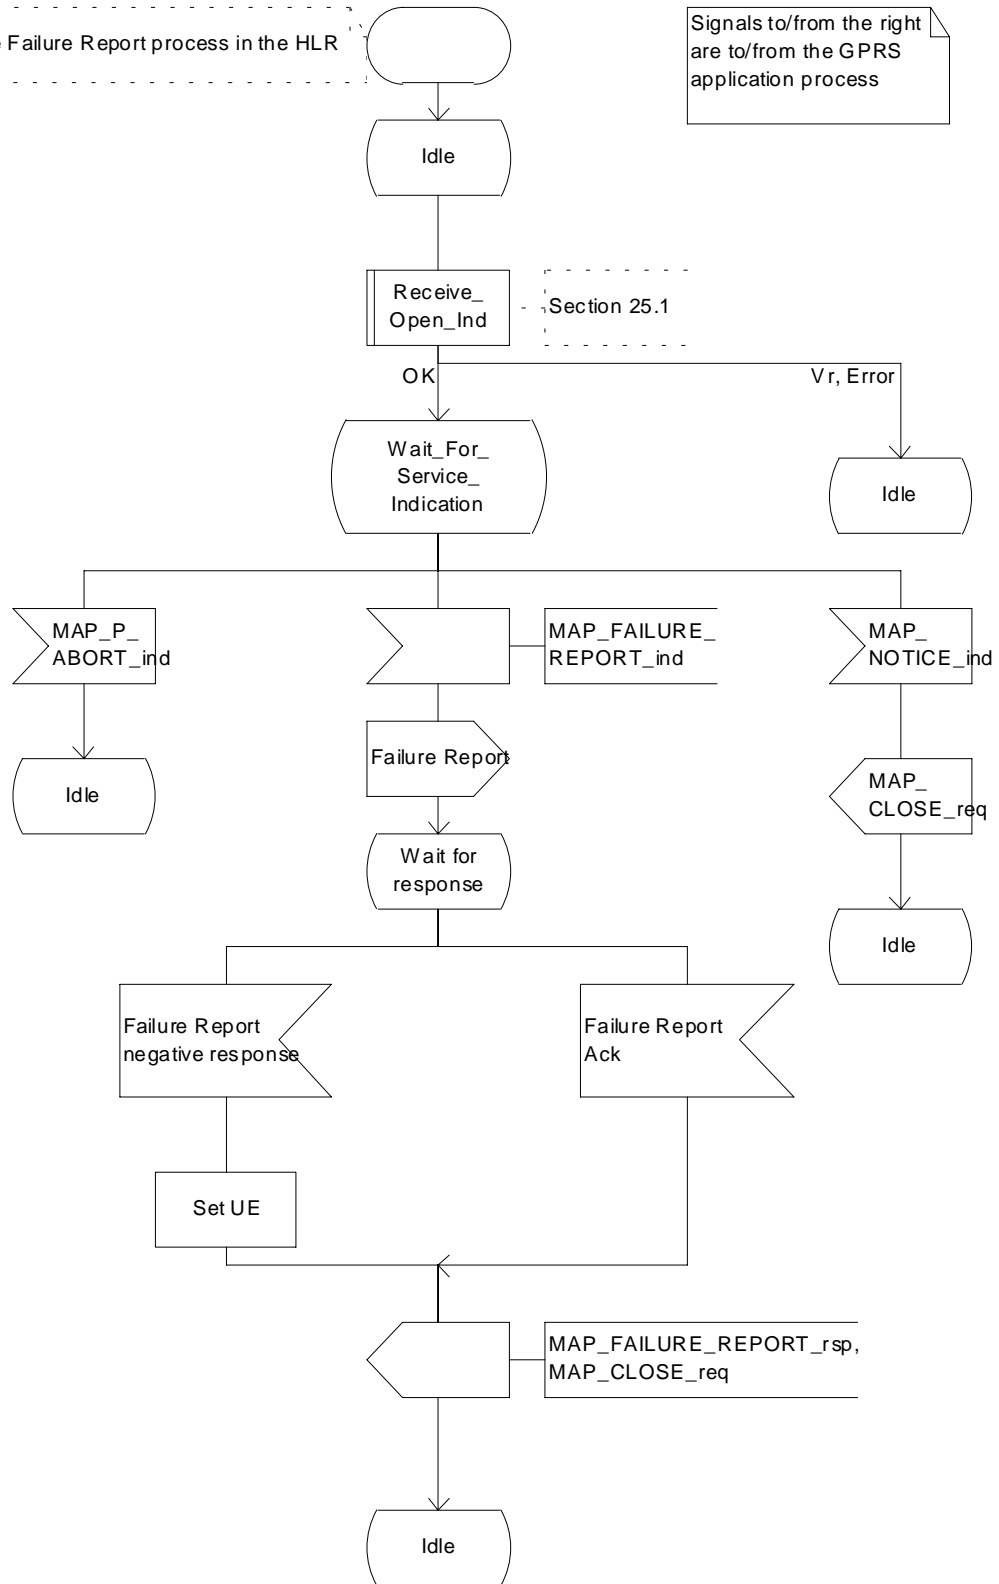 Failure Report process in the HLR
Signals to/from the right
are to/from the GPRS
application process
Idle
Receive_
Open_Ind
Section 25.1
OK
Vr, Error
Wait_For_
Service_
Indication
Idle
MAP_P_
ABORT_ind
MAP_FAILURE_
REPORT_ind
MAP_
NOTICE_ind
Failure Report
Idle
MAP_
CLOSE_req
Wait for
response
Idle
Failure Report
negative response
Failure Report
Ack
Set UE
MAP_FAILURE_REPORT_rsp,
MAP_CLOSE_req
Idle